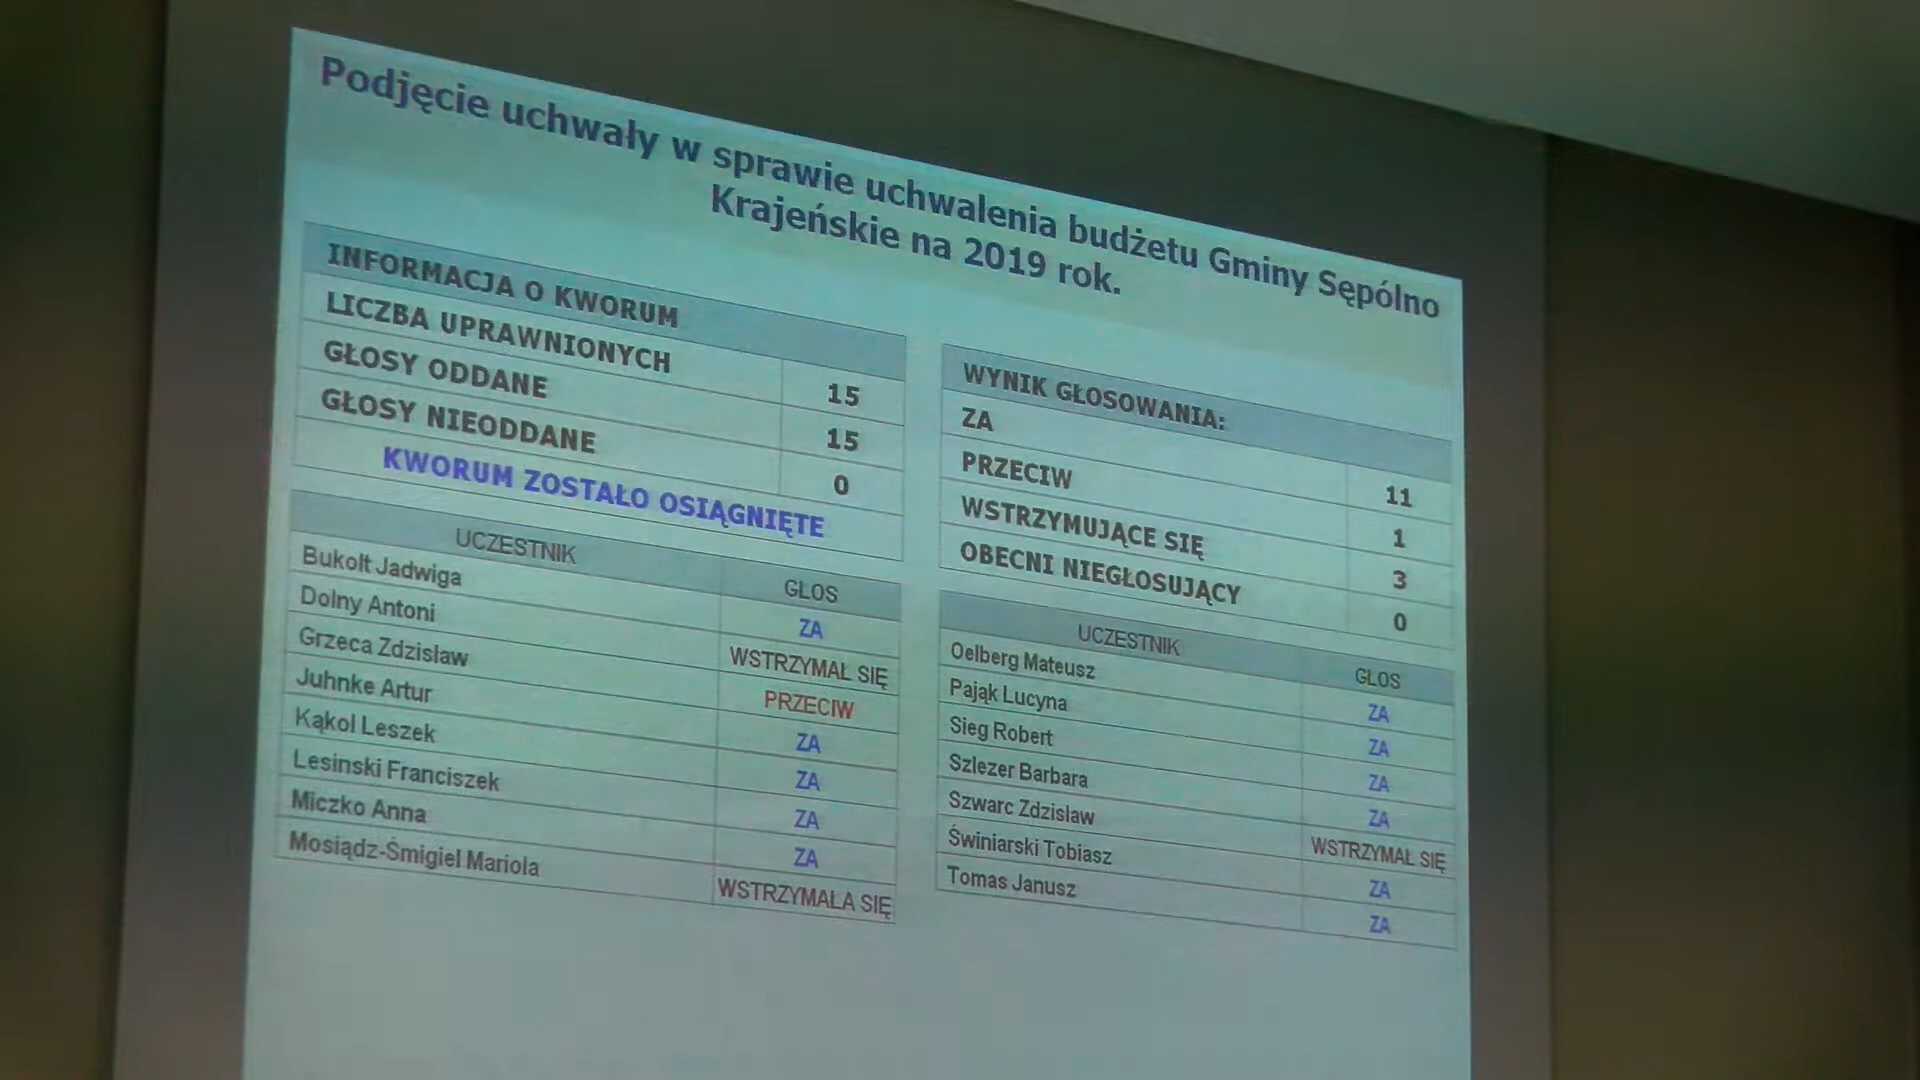 Podjęcie uchwały w sprawie uchwalenia budżetu Gminy Sępólno
Krajeńskie na 2019 rok.
INFORMACJA O KWORUM
LICZBA UPRAWNIONYCH 15
GŁOSY ODDANE 15
GŁOSY NIEODDANE 0
KWORUM ZOSTAŁO OSIĄGNIĘTE
WYNIK GŁOSOWANIA:
ZA 11
PRZECIW 1
WSTRZYMUJĄCE SIĘ 3
OBECNI NIEGŁOSUJĄCY 0
UCZESTNIK GLOS
Bukolt Jadwiga ZA
Dolny Antoni WSTRZYMAŁ SIĘ
Grzeca Zdzislaw PRZECIW
Juhnke Artur ZA
Kąkol Leszek ZA
Lesinski Franciszek ZA
Miczko Anna ZA
Mosiądz-Śmigiel Mariola WSTRZYMALA SIĘ
UCZESTNIK GLOS
Oelberg Mateusz ZA
Pająk Lucyna ZA
Sieg Robert ZA
Szlezer Barbara ZA
Szwarc Zdzislaw WSTRZYMAŁ SIĘ
Świniarski Tobiasz ZA
Tomas Janusz ZA